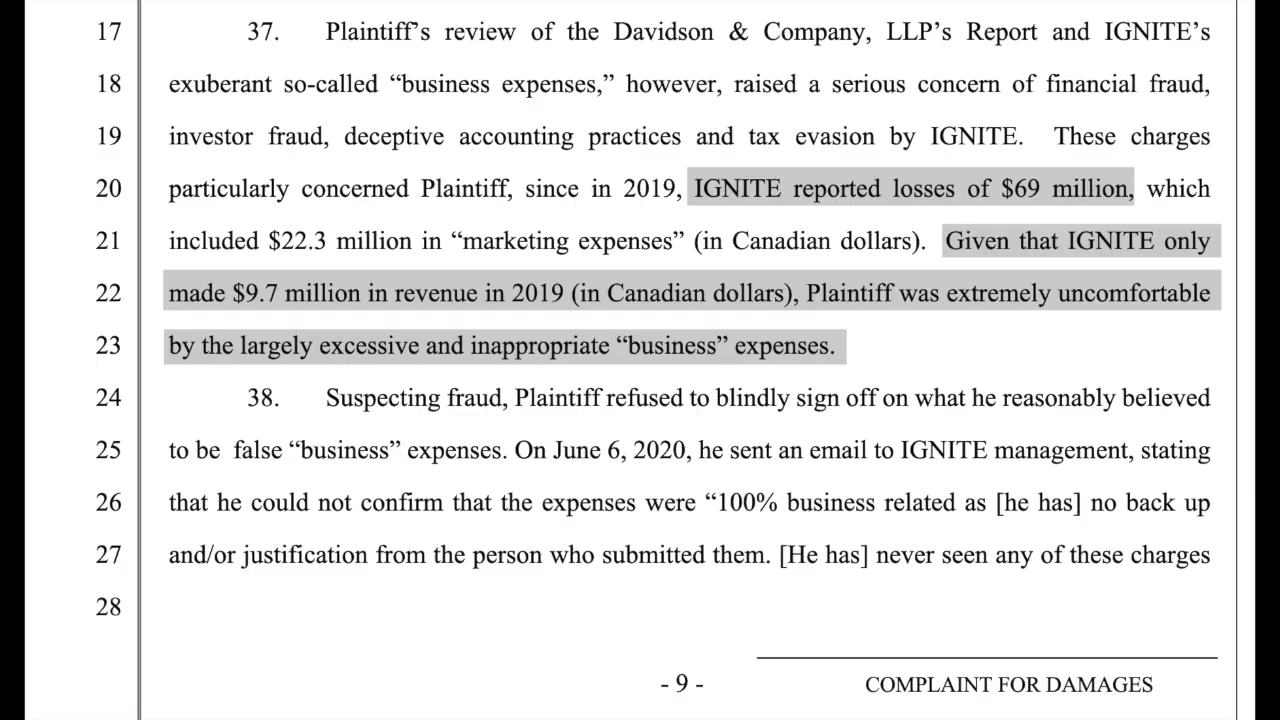 17 37. Plaintiff’s review of the Davidson & Company, LLP’s Report and IGNITE’s
18 exuberant so-called “business expenses,” however, raised a serious concern of financial fraud,
19 investor fraud, deceptive accounting practices and tax evasion by IGNITE. These charges
20 particularly concerned Plaintiff, since in 2019, IGNITE reported losses of $69 million, which
21 included $22.3 million in “marketing expenses” (in Canadian dollars). Given that IGNITE only
22 made $9.7 million in revenue in 2019 (in Canadian dollars), Plaintiff was extremely uncomfortable
23 by the largely excessive and inappropriate “business” expenses.
24 38. Suspecting fraud, Plaintiff refused to blindly sign off on what he reasonably believed
25 to be false “business” expenses. On June 6, 2020, he sent an email to IGNITE management, stating
26 that he could not confirm that the expenses were “100% business related as [he has] no back up
27 and/or justification from the person who submitted them. [He has] never seen any of these charges
28
- 9 - COMPLAINT FOR DAMAGES